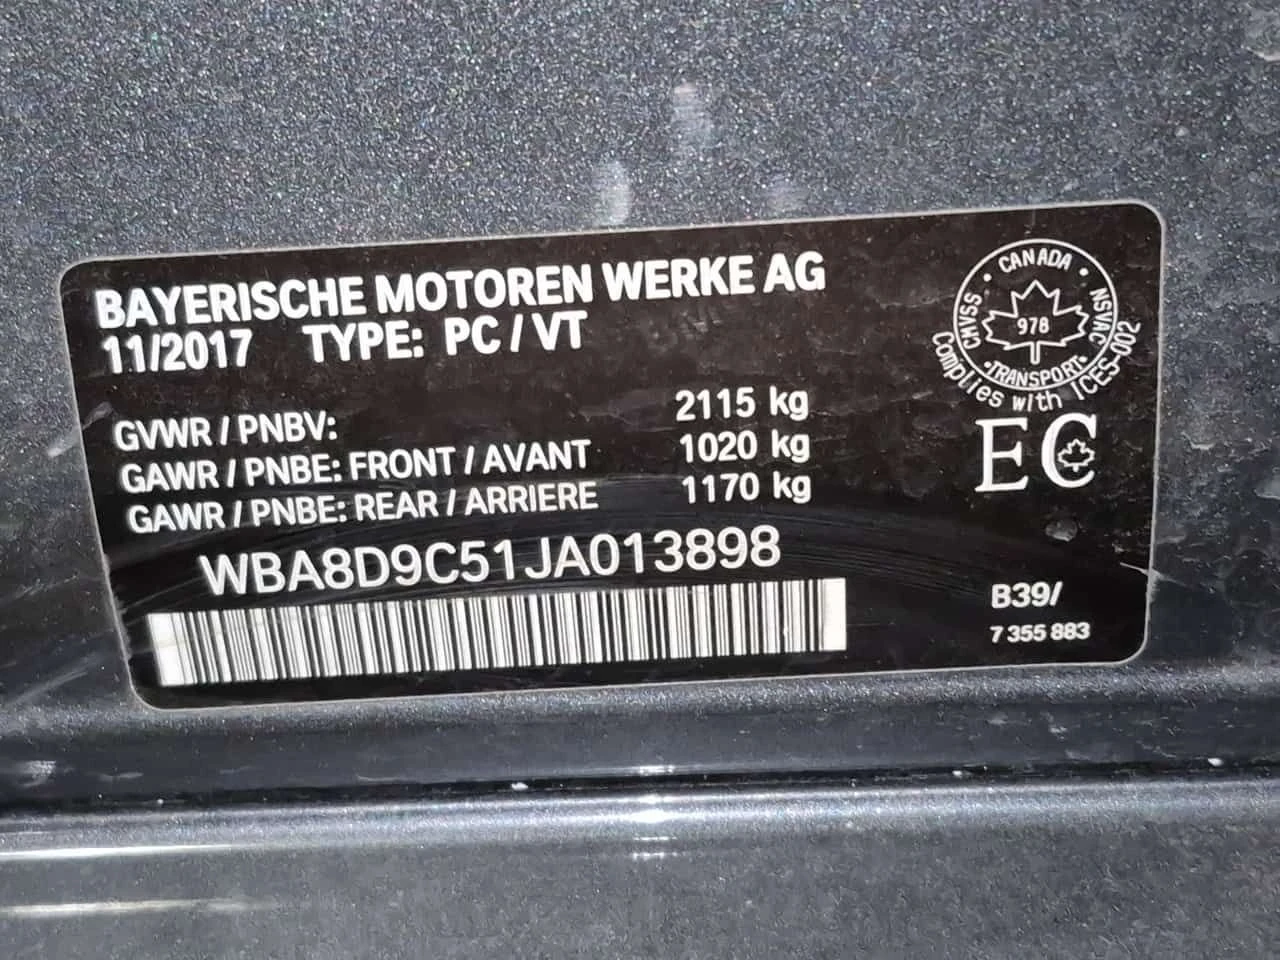 BAYERISCHE MOTOREN WERKE AG
11/2017 TYPE: PC / VT
GVWR / PNBV: 2115 kg
GAWR / PNBE: FRONT / AVANT 1020 kg
GAWR / PNBE: REAR / ARRIERE 1170 kg
WBA8D9C51JA013898
CANADA
CMVSS NSVAC
978
TRANSPORT
Complies with ICES-002
EC
B39/
7 355 883